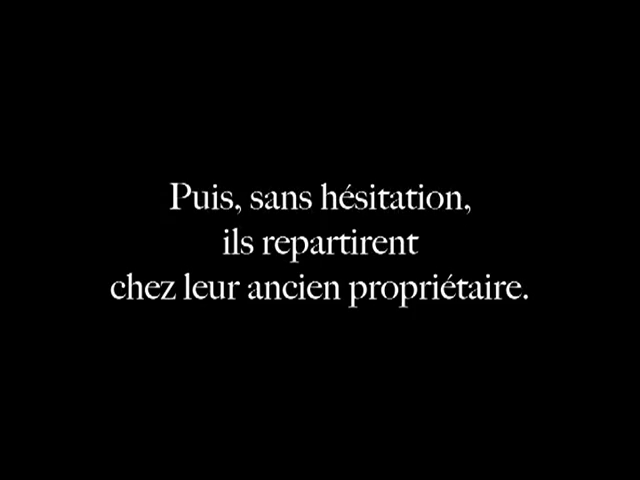 Puis, sans hésitation,
ils repartirent
chez leur ancien propriétaire.